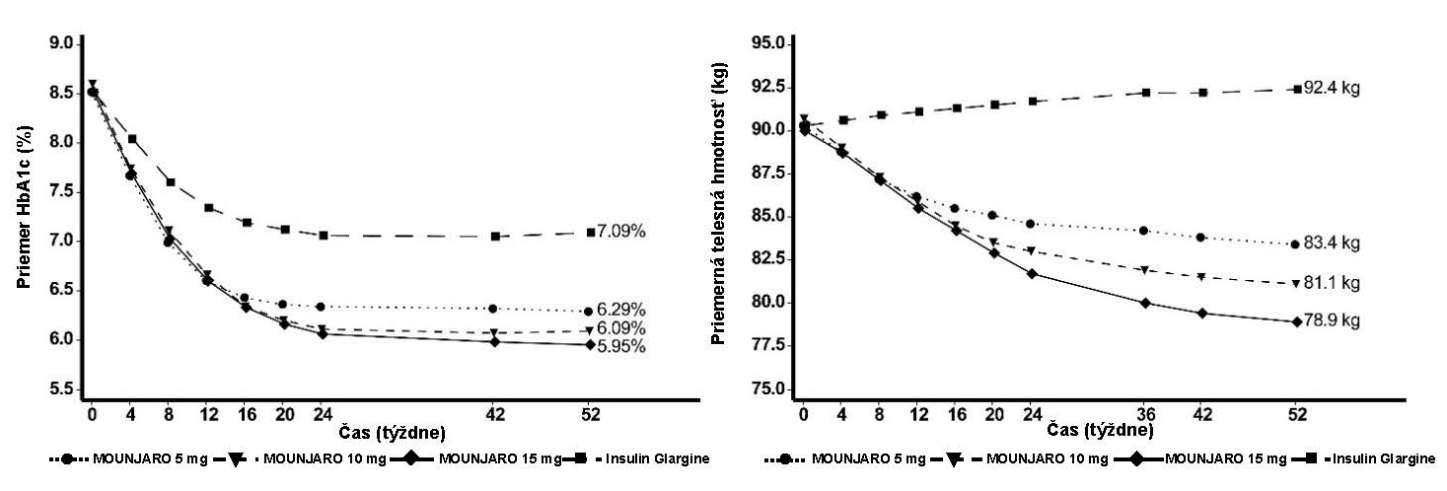 Priemer HbA1c (%)
9.0
8.5
8.0
7.5
7.0
6.5
6.0
5.5
7.09%
6.29%
6.09%
5.95%
0 4 8 12 16 20 24 42 52
Čas (týždne)
MOUNJARO 5 mg MOUNJARO 10 mg MOUNJARO 15 mg Insulin Glargine
Priemerná telesná hmotnosť (kg)
95.0
92.5
90.0
87.5
85.0
82.5
80.0
77.5
75.0
92.4 kg
83.4 kg
81.1 kg
78.9 kg
0 4 8 12 16 20 24 36 42 52
Čas (týždne)
MOUNJARO 5 mg MOUNJARO 10 mg MOUNJARO 15 mg Insulin Glargine